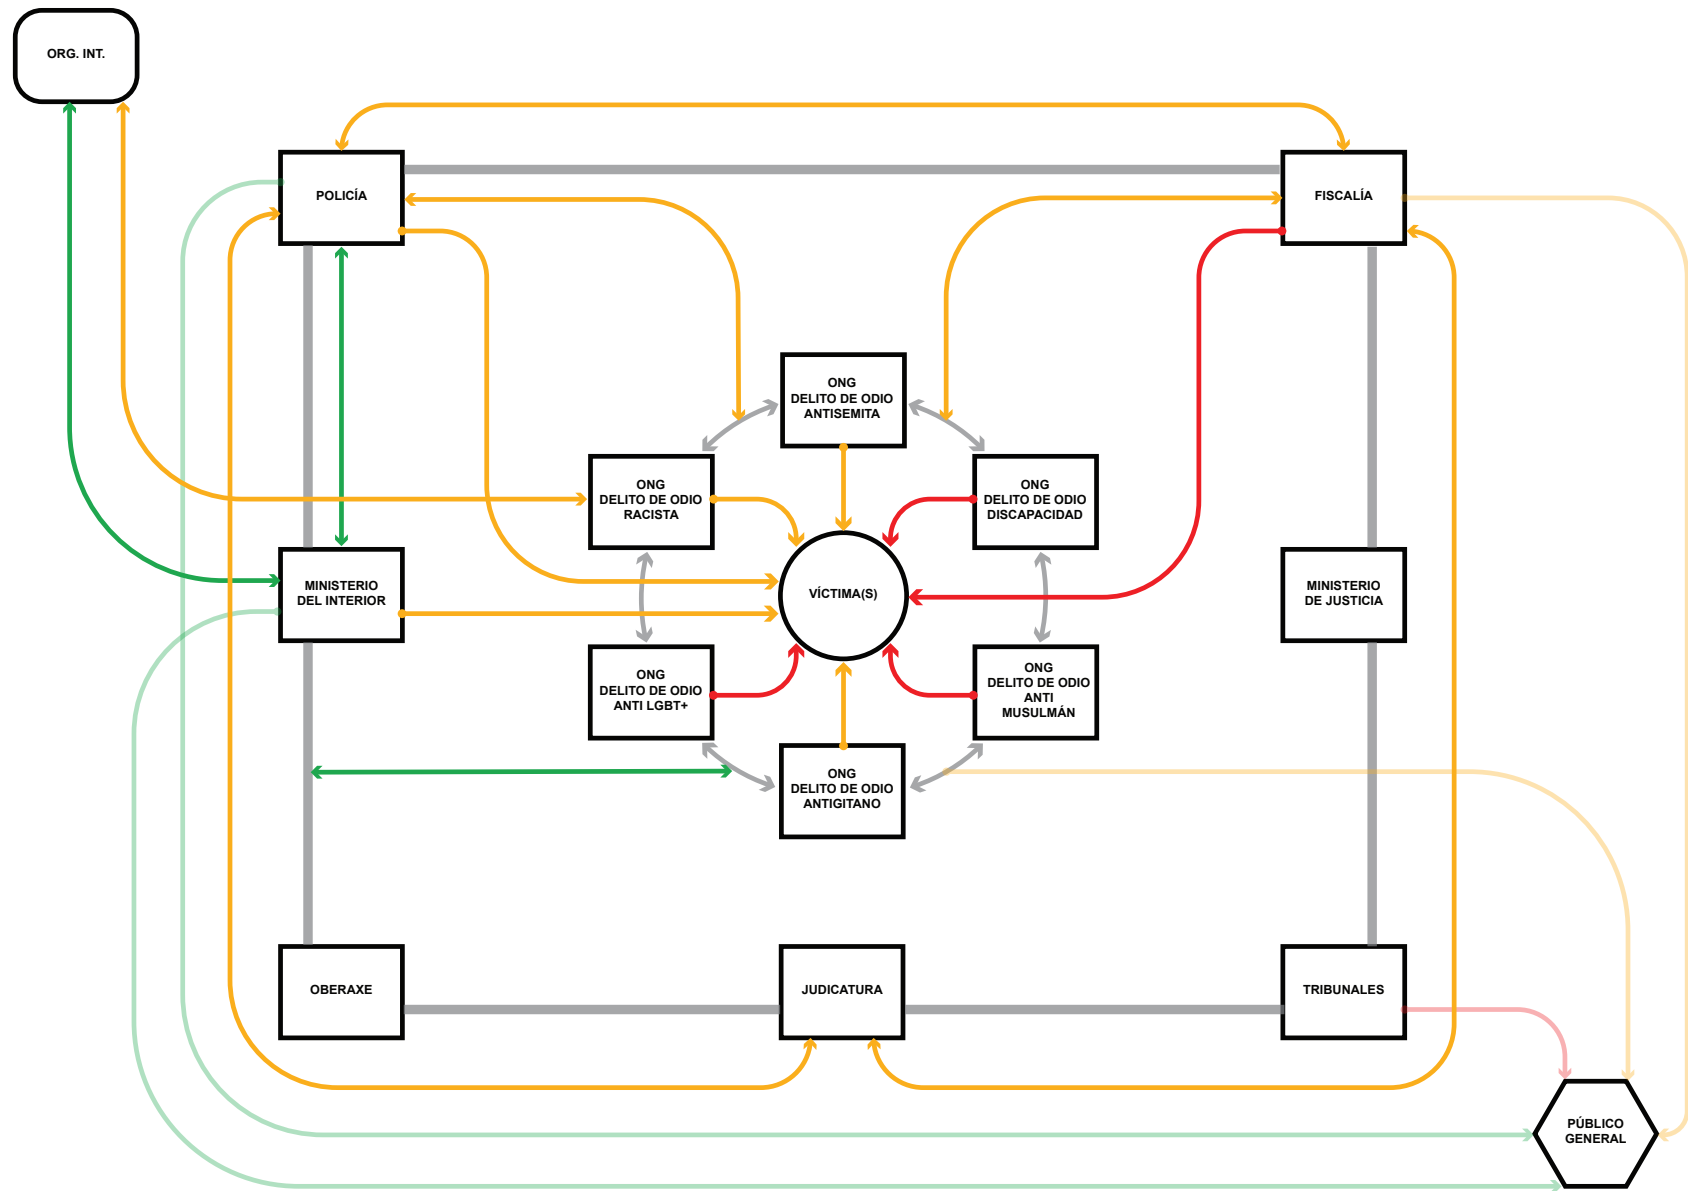 ORG. INT.
POLICÍA
FISCALÍA
ONG
DELITO DE ODIO
ANTISEMITA
ONG
DELITO DE ODIO
RACISTA
ONG
DELITO DE ODIO
DISCAPACIDAD
MINISTERIO
DEL INTERIOR
VÍCTIMA(S)
MINISTERIO
DE JUSTICIA
ONG
DELITO DE ODIO
ANTI LGBT+
ONG
DELITO DE ODIO
ANTI
MUSULMÁN
ONG
DELITO DE ODIO
ANTIGITANO
OBERAXE
JUDICATURA
TRIBUNALES
PÚBLICO
GENERAL